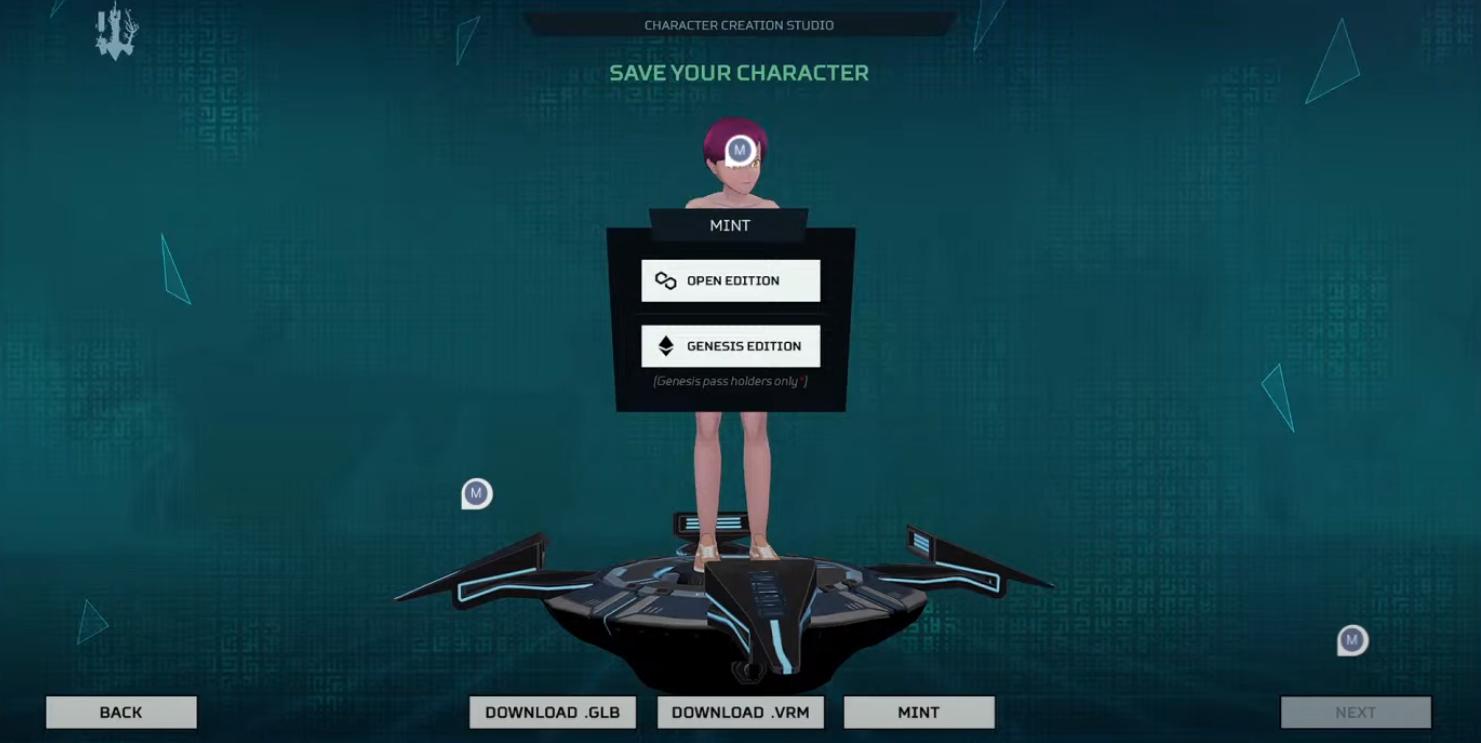 CHARACTER CREATION STUDIO
SAVE YOUR CHARACTER
M
MINT
OPEN EDITION
GENESIS EDITION
(Genesis pass holders only*)
M
M
BACK
DOWNLOAD .GLB
DOWNLOAD .VRM
MINT
NEXT